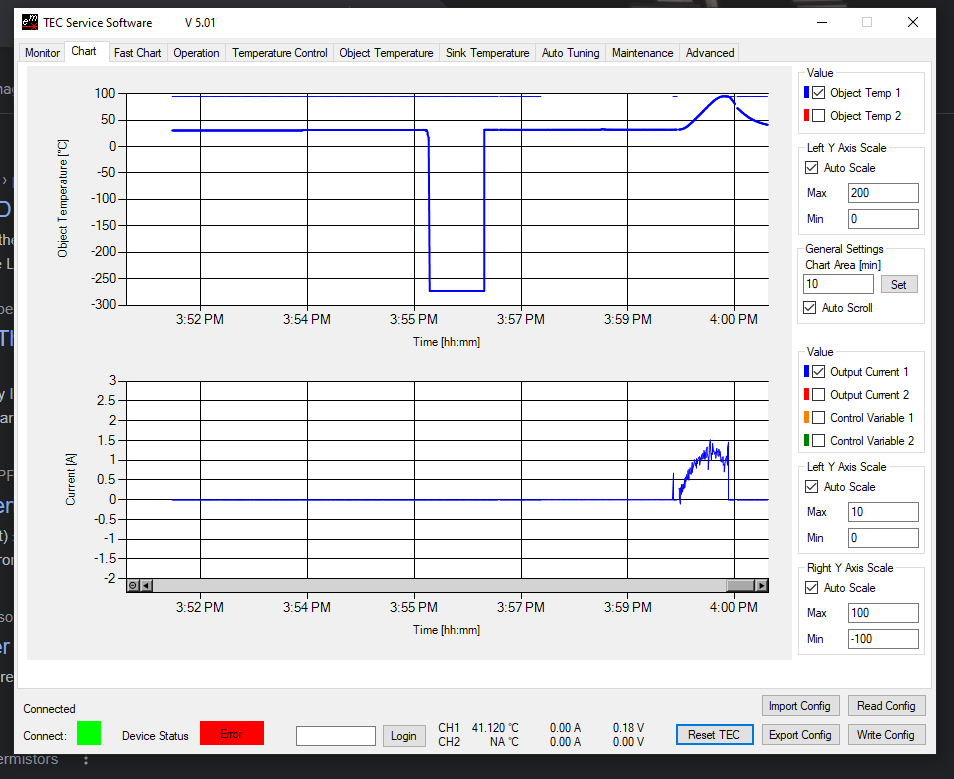 TEC Service Software V 5.01
Monitor Chart Fast Chart Operation Temperature Control Object Temperature Sink Temperature Auto Tuning Maintenance Advanced
Object Temperature [°C]
100
50
0
-50
-100
-150
-200
-250
-300
3:52 PM 3:54 PM 3:55 PM 3:57 PM 3:59 PM 4:00 PM
Time [hh:mm]
Value
Object Temp 1
Object Temp 2
Left Y Axis Scale
Auto Scale
Max 200
Min 0
General Settings
Chart Area [min]
10 Set
Auto Scroll
Current [A]
3
2.5
2
1.5
1
0.5
0
-0.5
-1
-1.5
-2
3:52 PM 3:54 PM 3:55 PM 3:57 PM 3:59 PM 4:00 PM
Time [hh:mm]
Value
Output Current 1
Output Current 2
Control Variable 1
Control Variable 2
Left Y Axis Scale
Auto Scale
Max 10
Min 0
Right Y Axis Scale
Auto Scale
Max 100
Min -100
Connected
Connect: Device Status Error Login
CH1 41.120 °C 0.00 A 0.18 V
CH2 NA °C 0.00 A 0.00 V
Reset TEC
Import Config Read Config
Export Config Write Config
ermistors